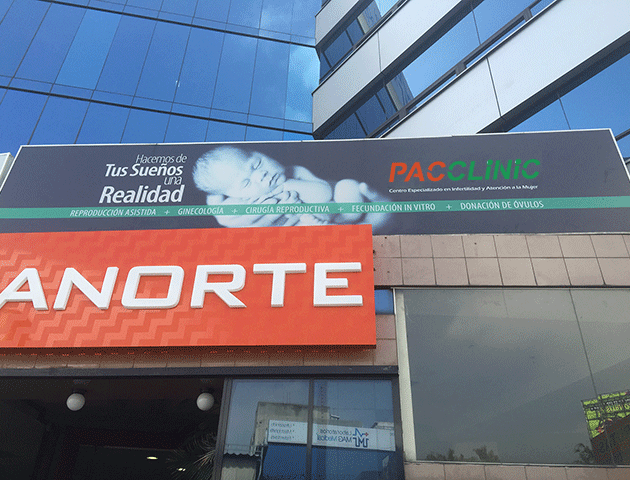 Hacemos de
Tus Sueños
una
Realidad
PACCLINIC
Centro Especializado en Infertilidad y Atención a la Mujer
REPRODUCCIÓN ASISTIDA + GINECOLOGÍA + CIRUGÍA REPRODUCTIVA + FECUNDACIÓN IN VITRO + DONACIÓN DE ÓVULOS
ANORTE